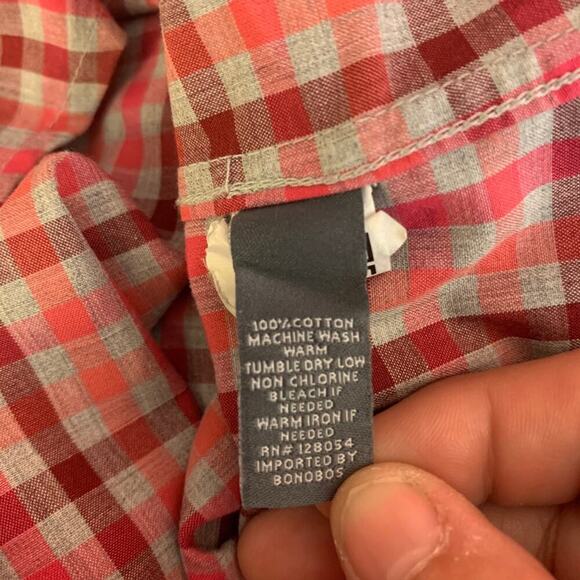 100% COTTON
MACHINE WASH
WARM
TUMBLE DRY LOW
NON CHLORINE
BLEACH IF
NEEDED
WARM IRON IF
NEEDED
RN# 128054
IMPORTED BY
BONOBOS